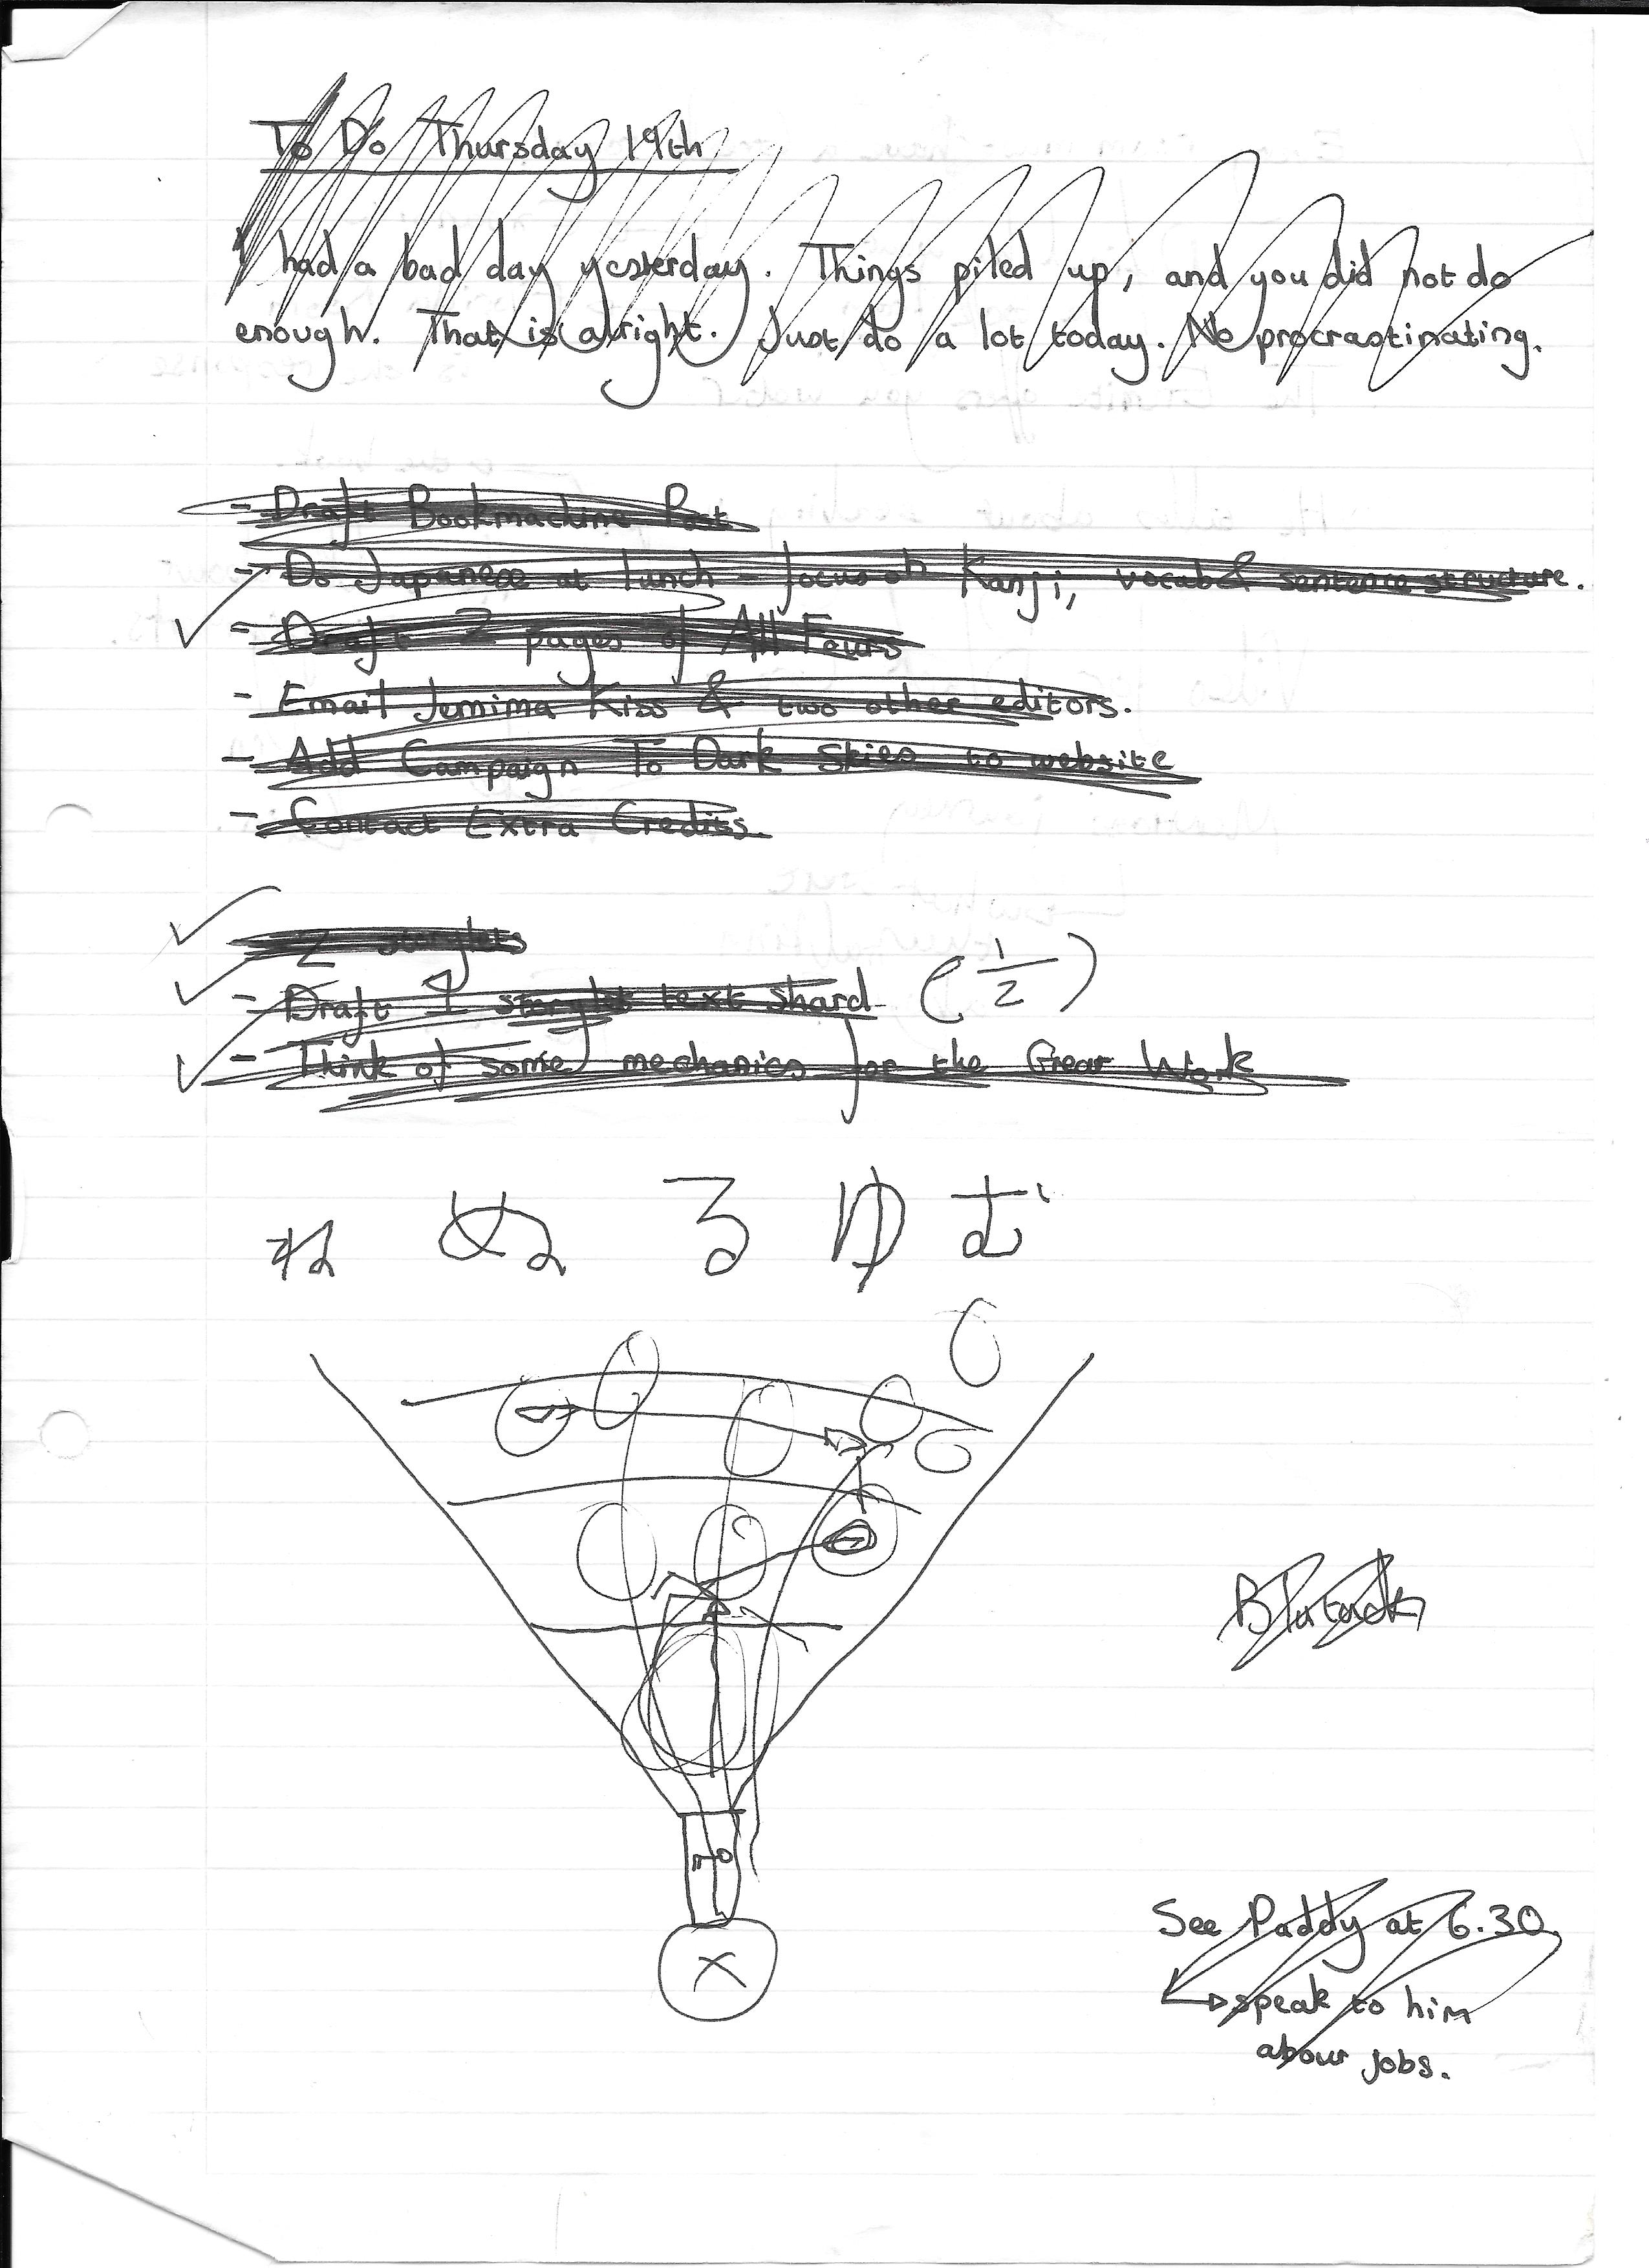 To Do Thursday 19th
I had a bad day yesterday. Things piled up, and you did not do
enough. That is alright. Just do a lot today. No procrastinating.
- Draft Bookmachine Post
- Do Japanese at lunch - focus on Kanji, vocab & sentence structure.
- Draft 2 pages of All Fours
- Email Jemima Kiss & two other editors.
- Add Campaign To Dark Skies to website
- Contact Extra Credits.
2 storylets
- Draft 1 storylet text shard (1/2)
- Think of some mechanics for the Great Work
ね ぬ る ゆ む
X
See Paddy at 6.30
speak to him
about jobs.